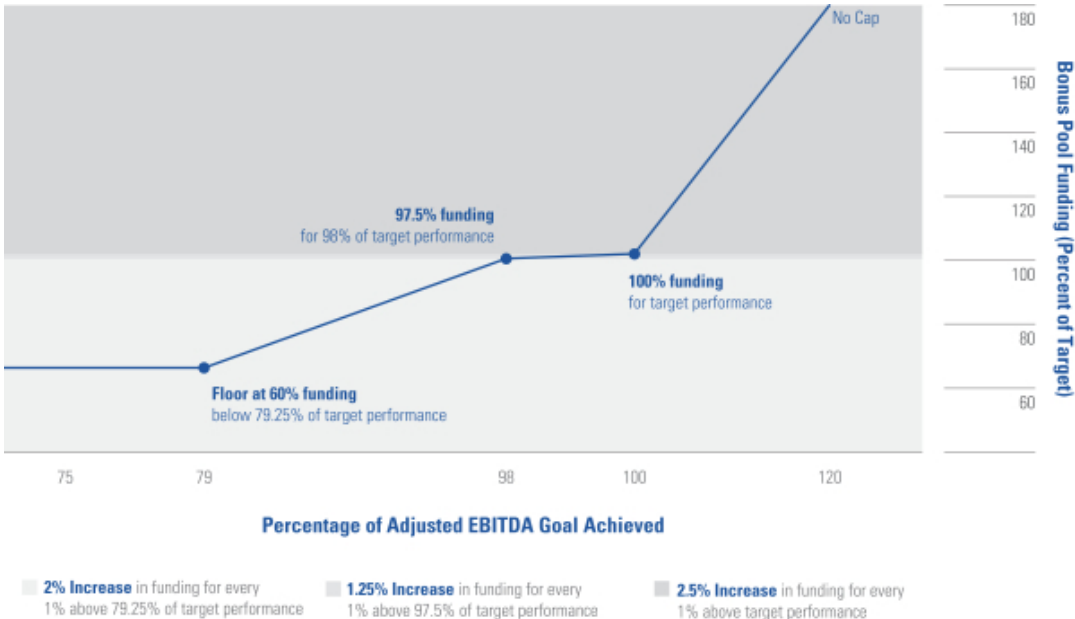 No Cap
180
160
140
120
100
80
60
Bonus Pool Funding (Percent of Target)
97.5% funding
for 98% of target performance
100% funding
for target performance
Floor at 60% funding
below 79.25% of target performance
75
79
98
100
120
Percentage of Adjusted EBITDA Goal Achieved
2% Increase in funding for every
1% above 79.25% of target performance
1.25% Increase in funding for every
1% above 97.5% of target performance
2.5% Increase in funding for every
1% above target performance